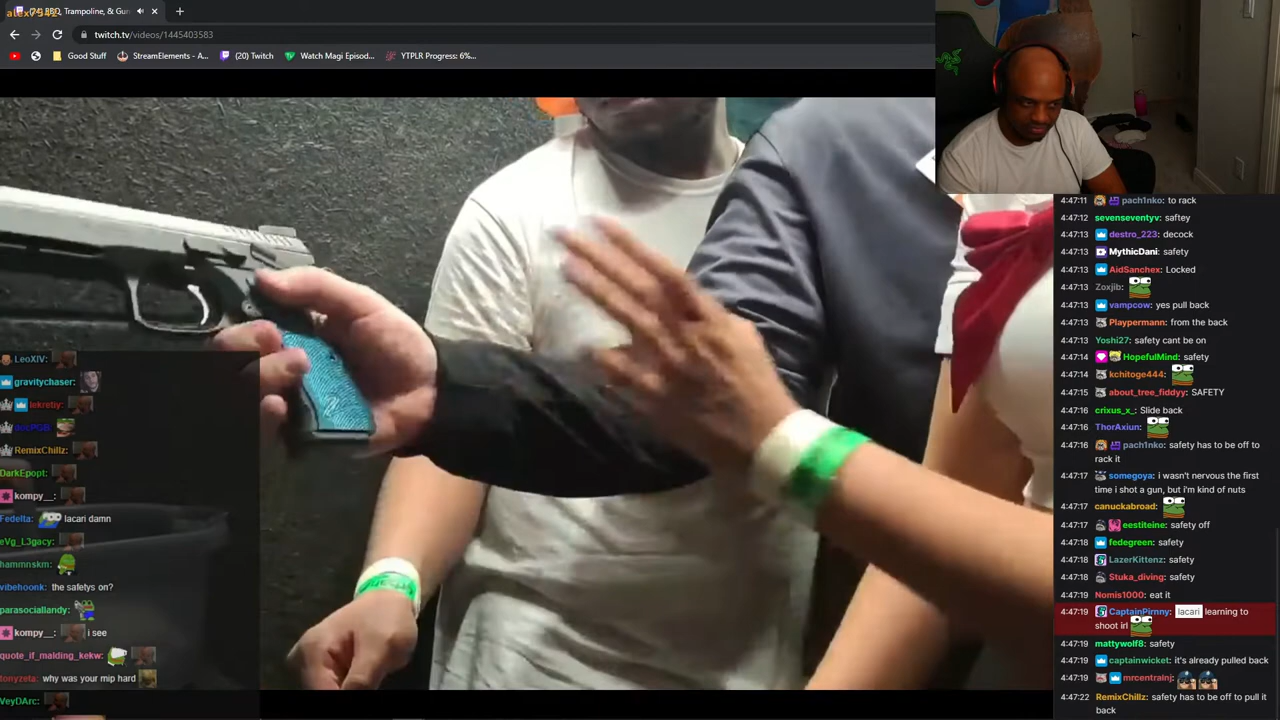 BBQ, Trampoline, & Gu
twitch.tv/videos/1445403583
Good Stuff
StreamElements - A...
(20) Twitch
Watch Magi Episod...
YTPLR Progress: 6%...
LeoXIV:
gravitychaser:
lekretiy:
docPGB:
RemixChillz:
DarkEpopt:
kompy__:
Fedelta: lacari damn
eVg_L3gacy:
hammnskm:
vibehoonk: the safetys on?
parasociallandy:
kompy__: i see
quote_if_malding_kekw:
tonyzeta: why was your mip hard
VeyDArc:
4:47:11 pach1nko: to rack
4:47:12 sevenseventyv: saftey
4:47:13 destro_223: decock
4:47:13 MythicDani: safety
4:47:13 AidSanchex: Locked
4:47:13 Zoxjib:
4:47:13 vampcow: yes pull back
4:47:13 Playpermann: from the back
4:47:13 Yoshi27: safety cant be on
4:47:14 HopefulMind: safety
4:47:14 kchitoge444:
4:47:15 about_tree_fiddyy: SAFETY
4:47:16 crixus_x_: Slide back
4:47:16 ThorAxiun:
4:47:16 pach1nko: safety has to be off to
rack it
4:47:17 somegoya: i wasn't nervous the first
time i shot a gun, but i'm kind of nuts
4:47:17 canuckabroad:
4:47:17 eestiteine: safety off
4:47:18 fedegreen: safety
4:47:18 LazerKittenz: safety
4:47:18 Stuka_diving: safety
4:47:19 Nomis1000: eat it
4:47:19 CaptainPirnny: lacari learning to
shoot irl
4:47:19 mattywolf8: safety
4:47:19 captainwicket: it's already pulled back
4:47:19 mrcentralnj:
4:47:22 RemixChillz: safety has to be off to pull it
back